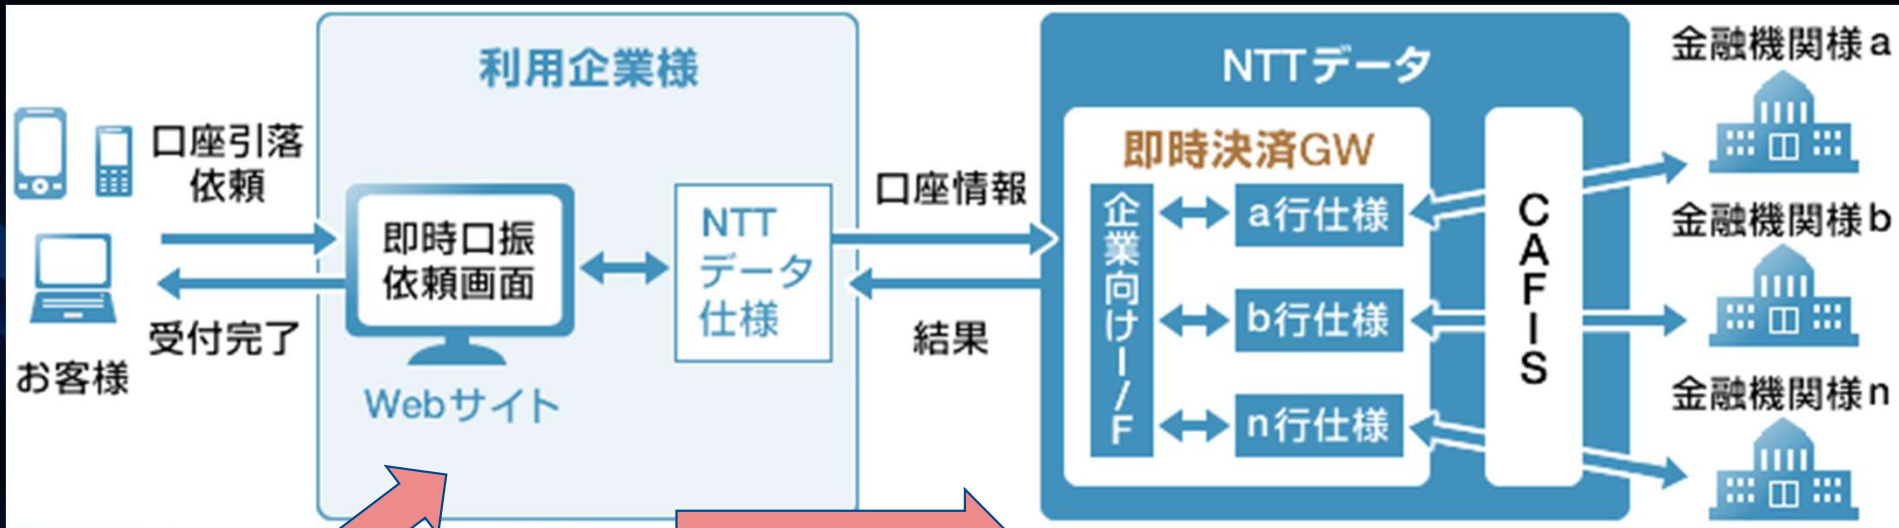 お客様
口座引落
依頼
受付完了
利用企業様
即時口振
依頼画面
Webサイト
NTT
データ
仕様
口座情報
結果
NTTデータ
即時決済GW
企業向けI/F
a行仕様
b行仕様
n行仕様
CAFIS
金融機関様a
金融機関様b
金融機関様n